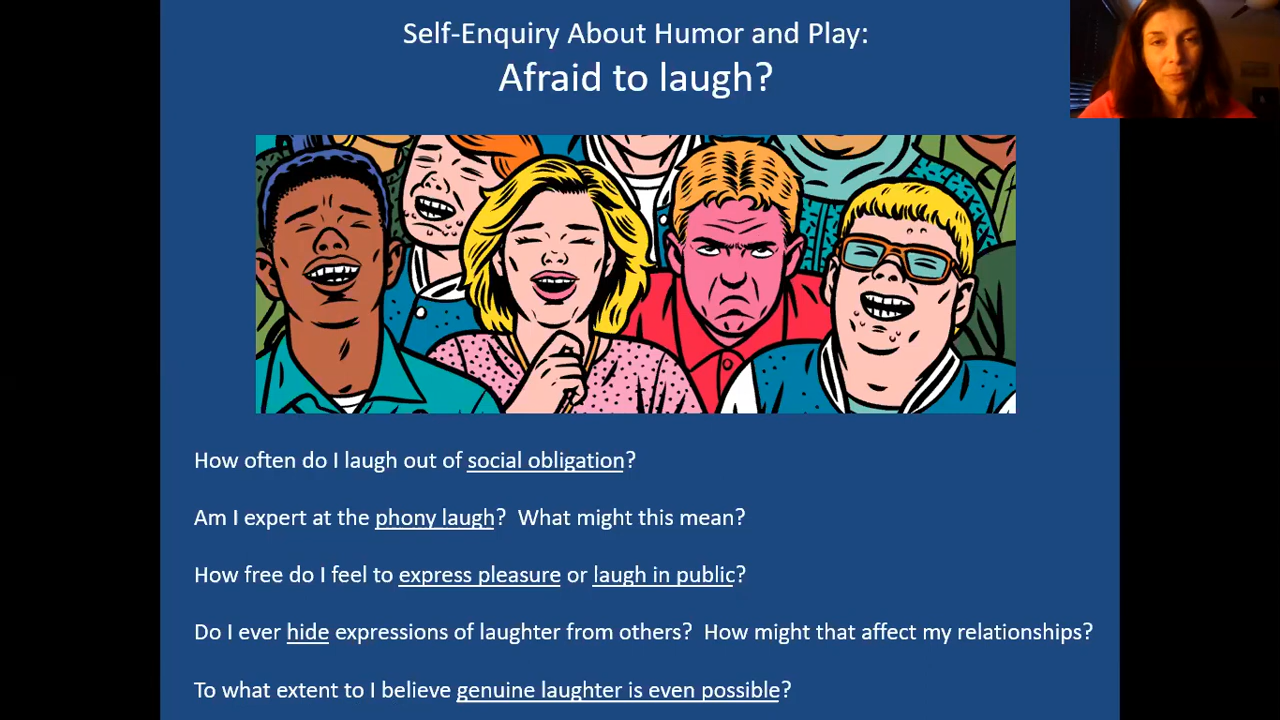 Self-Enquiry About Humor and Play:
Afraid to laugh?
How often do I laugh out of social obligation?
Am I expert at the phony laugh?  What might this mean?
How free do I feel to express pleasure or laugh in public?
Do I ever hide expressions of laughter from others?  How might that affect my relationships?
To what extent to I believe genuine laughter is even possible?